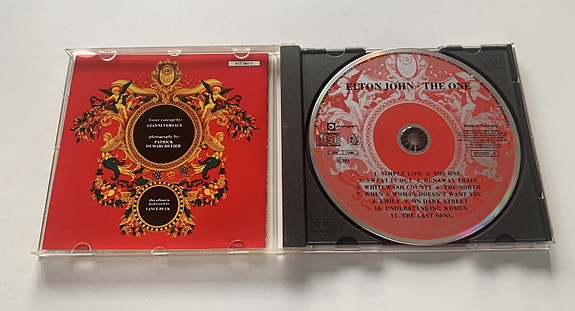 512 360-2
Cover concept by:
GIANNI VERSACE
photography by:
PATRICK
DEMARCHELIER
this album is
dedicated to
VANCE BUCK
ELTON JOHN - THE ONE
1. SIMPLE LIFE 2. THE ONE
3. SWEAT IT OUT 4. RUNAWAY TRAIN
5. WHITEWASH COUNTY 6. THE NORTH
7. WHEN A WOMAN DOESN'T WANT YOU
8. EMILY 9. ON DARK STREET
10. UNDERSTANDING WOMEN
11. THE LAST SONG